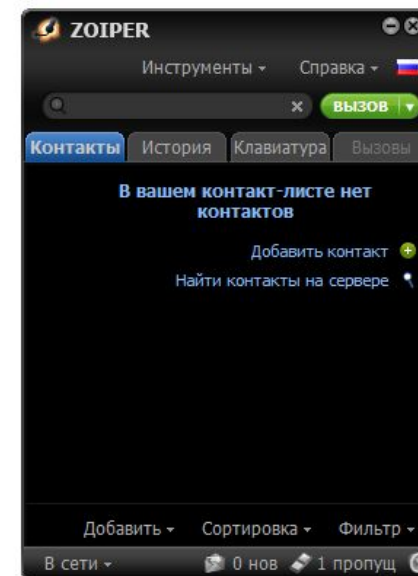 ZOIPER
Инструменты Справка
вызов
Контакты История Клавиатура Вызовы
В вашем контакт-листе нет
контактов
Добавить контакт
Найти контакты на сервере
Добавить Сортировка Фильтр
В сети 0 нов 1 пропущ